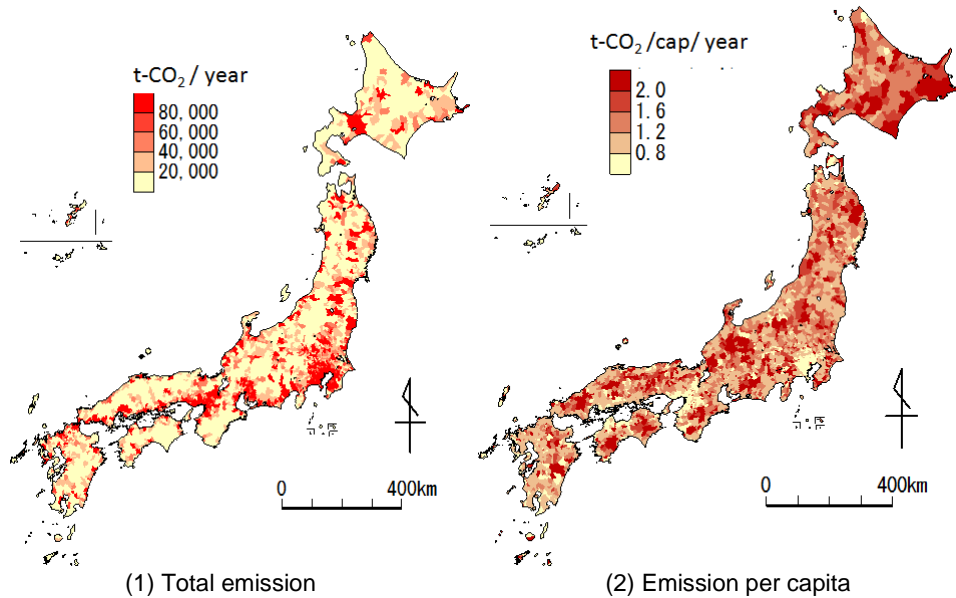 t-CO₂ / year
80,000
60,000
40,000
20,000
0 400km
(1) Total emission
t-CO₂ /cap/ year
2.0
1.6
1.2
0.8
0 400km
(2) Emission per capita